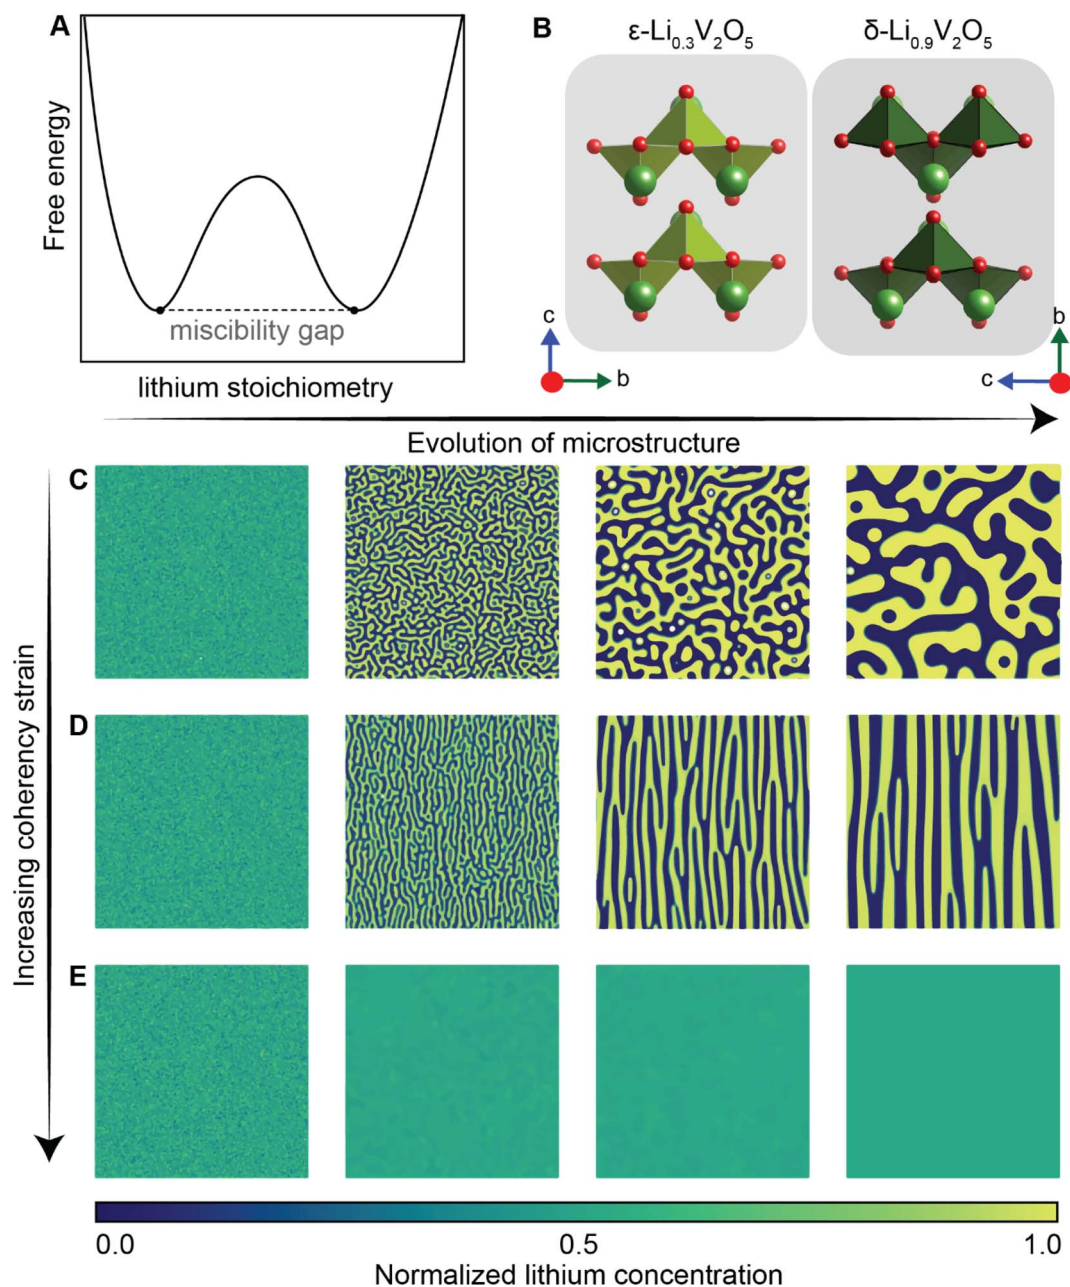 A
Free energy
miscibility gap
lithium stoichiometry
B
ε-Li₀.₃V₂O₅
δ-Li₀.₉V₂O₅
c
b
b
c
Evolution of microstructure
Increasing coherency strain
C
D
E
0.0
0.5
1.0
Normalized lithium concentration